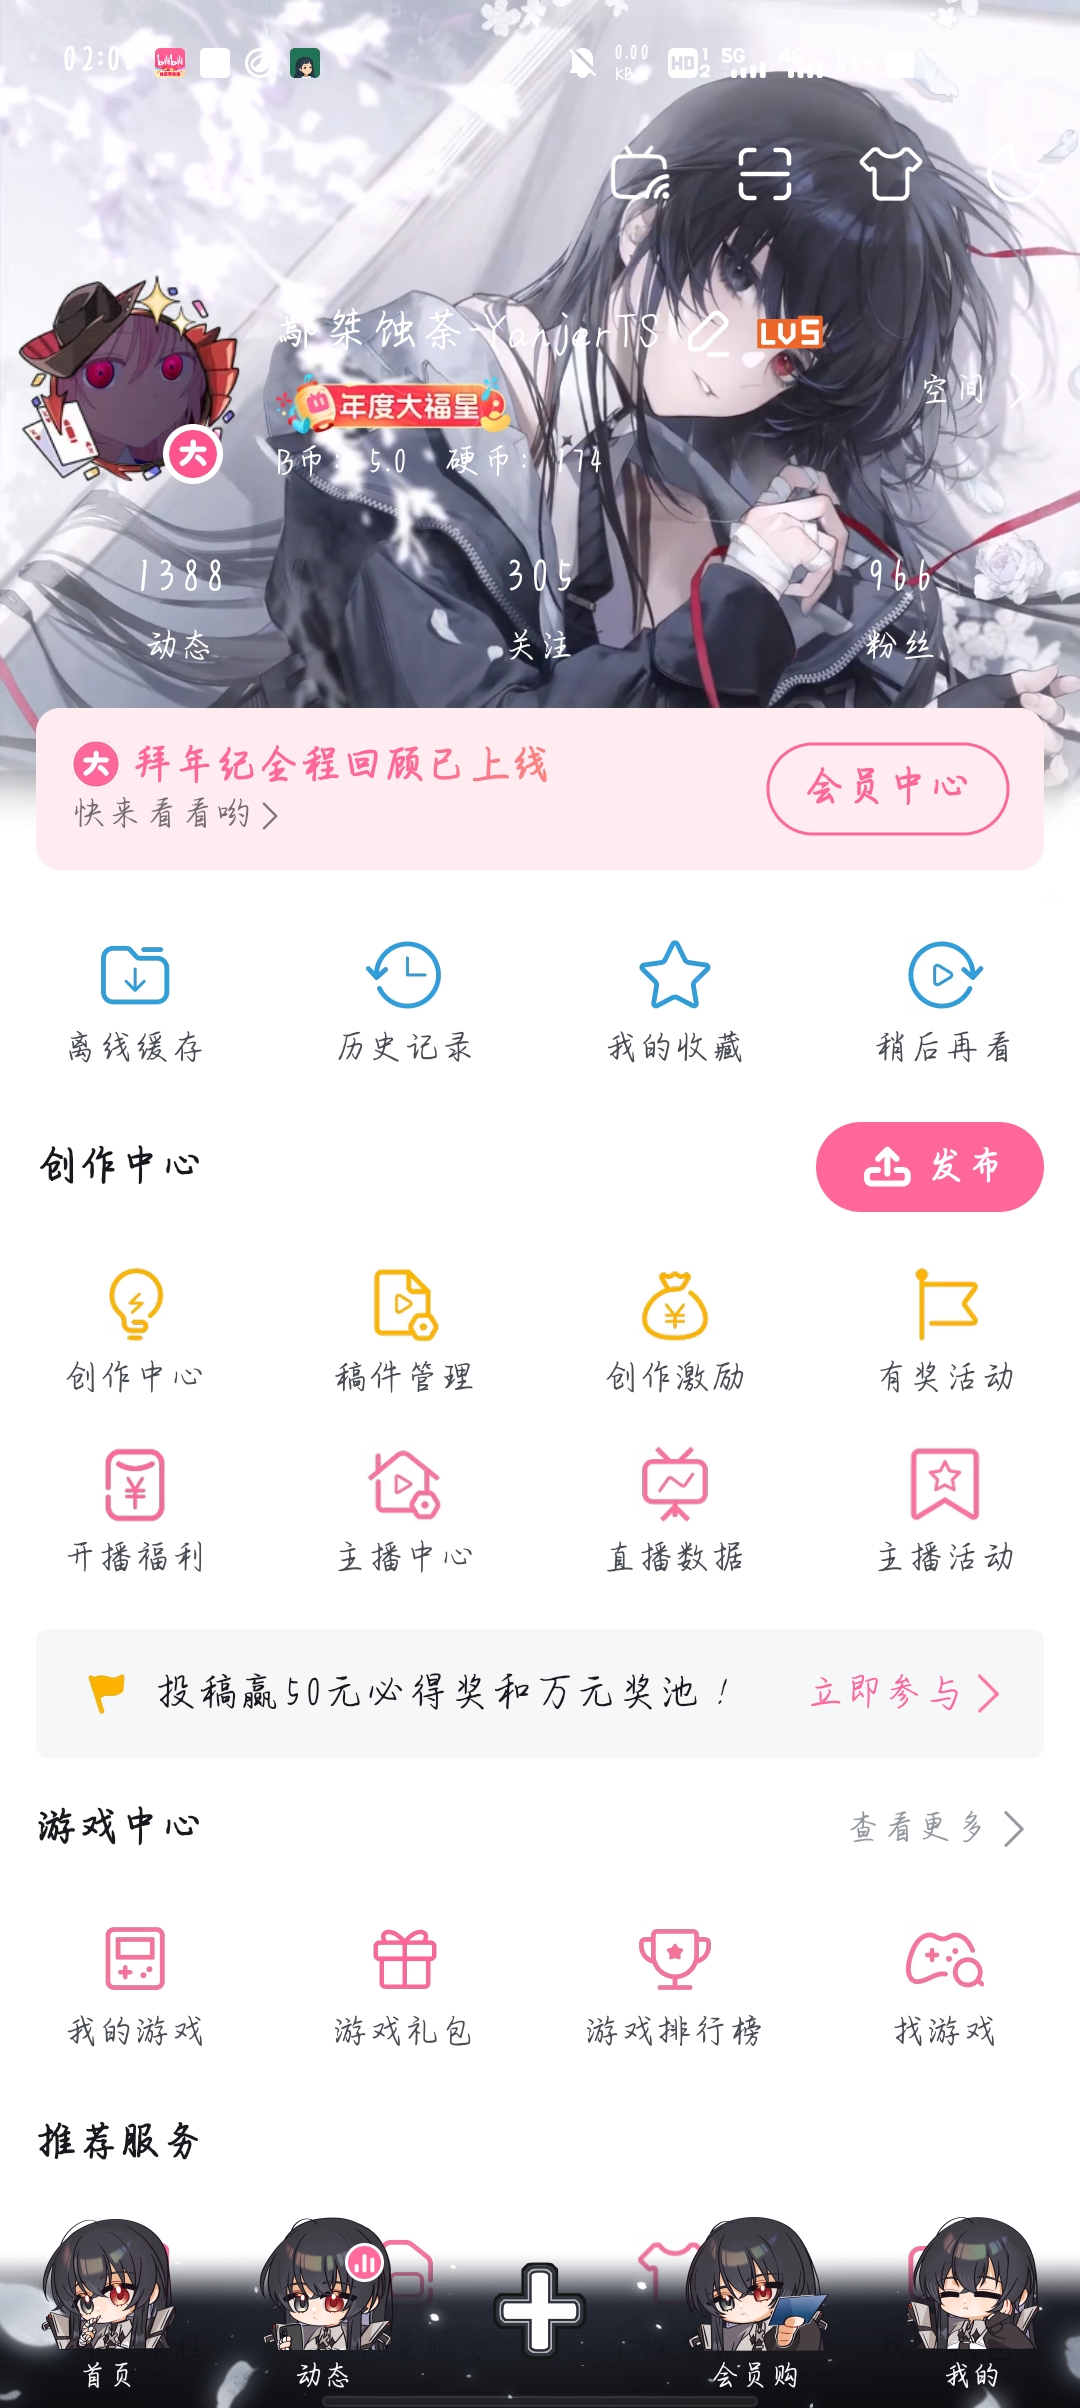 0.00
KB
HD 1 2
5G
4G
桀蚀荼-YanjerTS
LV5
空间
年度大福星
大
B币: 5.0 硬币: 174
1388 305 966
动态 关注 粉丝
大 拜年纪全程回顾已上线
快来看看哟
会员中心
离线缓存 历史记录 我的收藏 稍后再看
创作中心
发布
创作中心 稿件管理 创作激励 有奖活动
开播福利 主播中心 直播数据 主播活动
投稿赢50元必得奖和万元奖池！ 立即参与
游戏中心 查看更多
我的游戏 游戏礼包 游戏排行榜 找游戏
推荐服务
首页 动态 会员购 我的